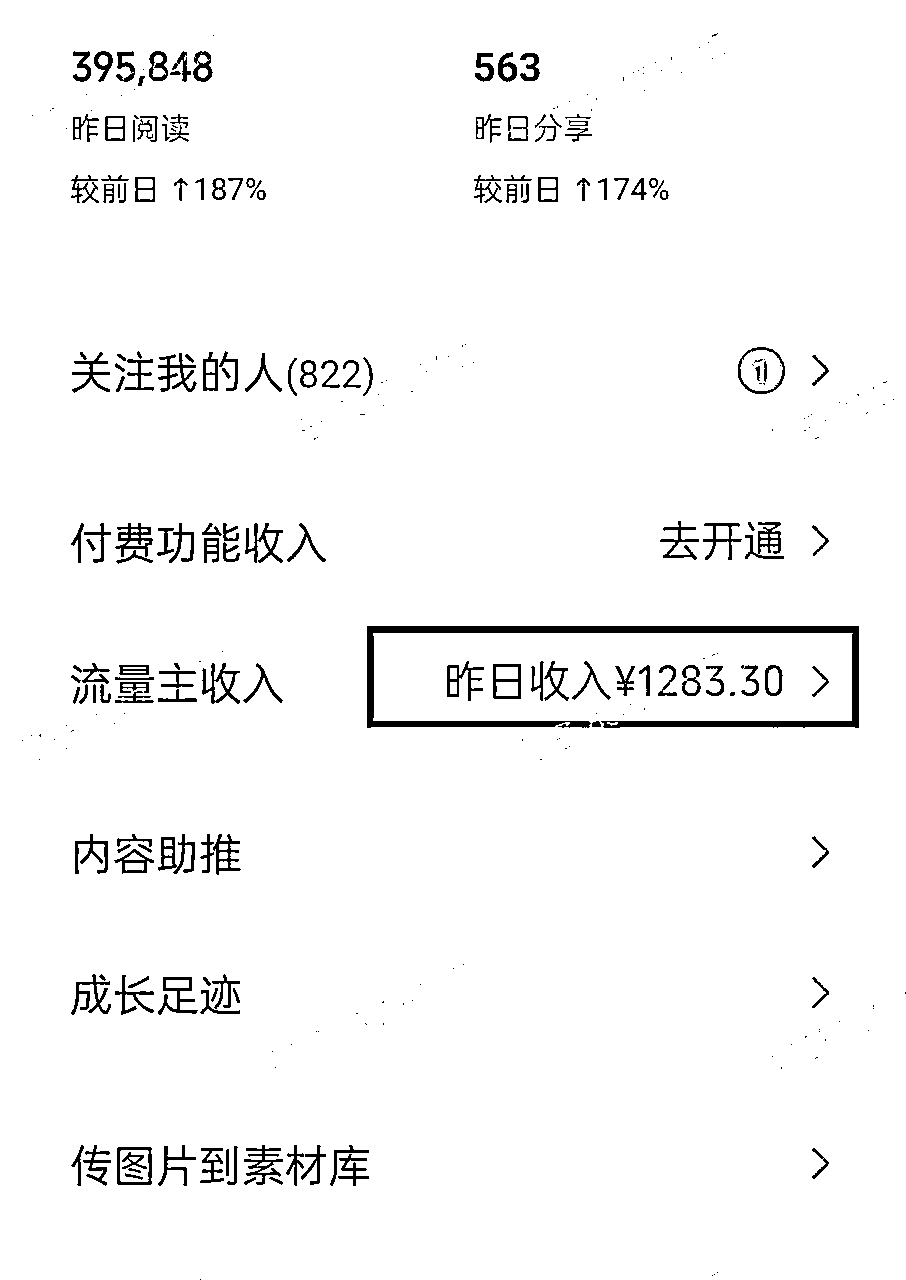 395,848 563
昨日阅读 昨日分享
较前日 ↑187% 较前日 ↑174%
关注我的人(822)
付费功能收入 去开通
流量主收入 昨日收入¥1283.30
内容助推
成长足迹
传图片到素材库